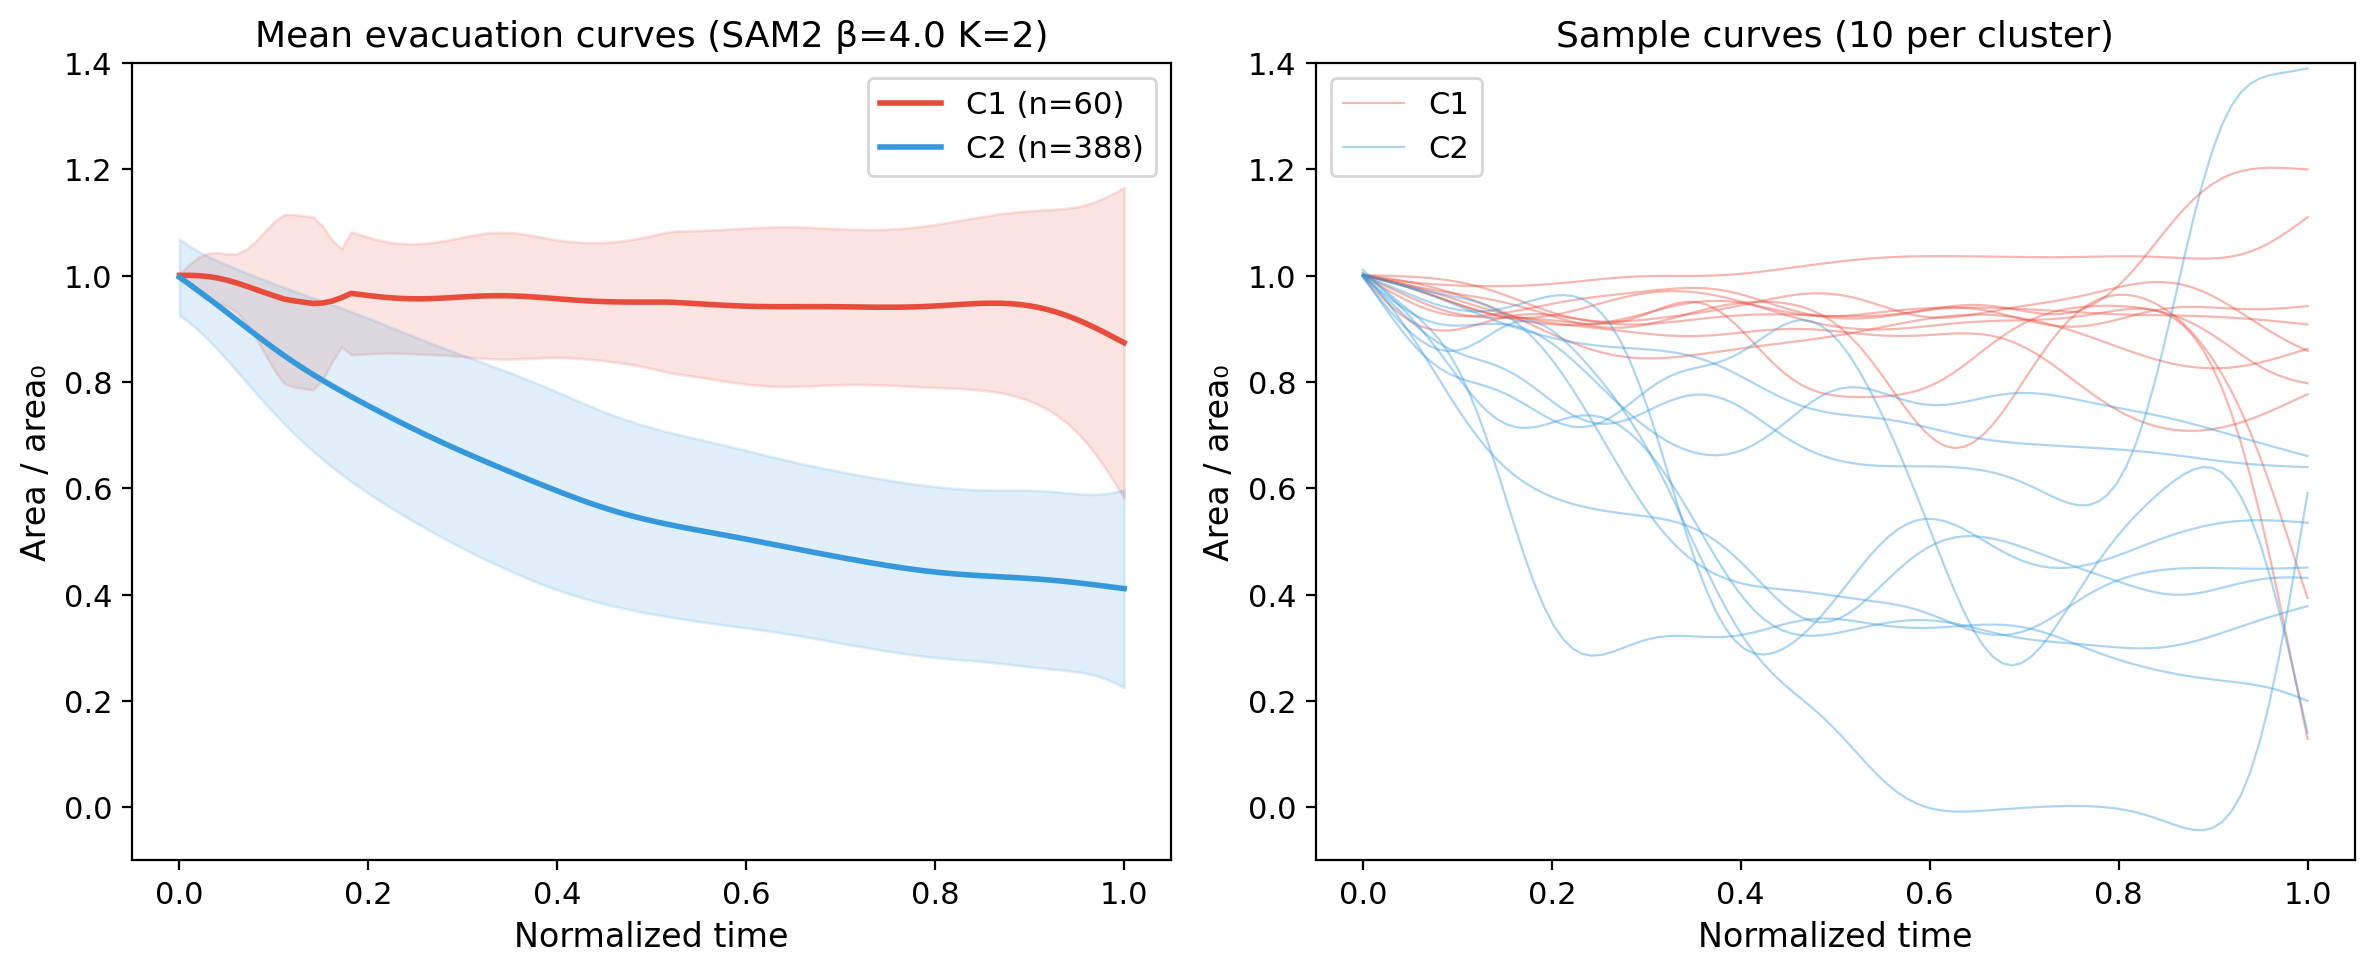 Mean evacuation curves (SAM2 β=4.0 K=2)
C1 (n=60)
C2 (n=388)
Area / area₀
1.4
1.2
1.0
0.8
0.6
0.4
0.2
0.0
0.0 0.2 0.4 0.6 0.8 1.0
Normalized time
Sample curves (10 per cluster)
C1
C2
Area / area₀
1.4
1.2
1.0
0.8
0.6
0.4
0.2
0.0
0.0 0.2 0.4 0.6 0.8 1.0
Normalized time